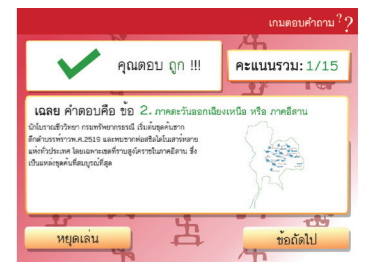 เกมตอบคำถาม ??
คุณตอบ ถูก !!!
คะแนนรวม: 1/15
เฉลย คำตอบคือ ข้อ 2. ภาคตะวันออกเฉียงเหนือ หรือ ภาคอีสาน
นักโบราณชีววิทยา กรมทรัพยากรธรณี เริ่มต้นขุดค้นซาก
ดึกดำบรรพ์ราวพ.ศ.2519 และพบซากฟอสซิลไดโนเสาร์หลาย
แห่งทั่วประเทศ โดยเฉพาะเขตที่ราบสูงโคราชในภาคอีสาน ซึ่ง
เป็นแหล่งขุดค้นที่สมบูรณ์ที่สุด
หยุดเล่น
ข้อถัดไป